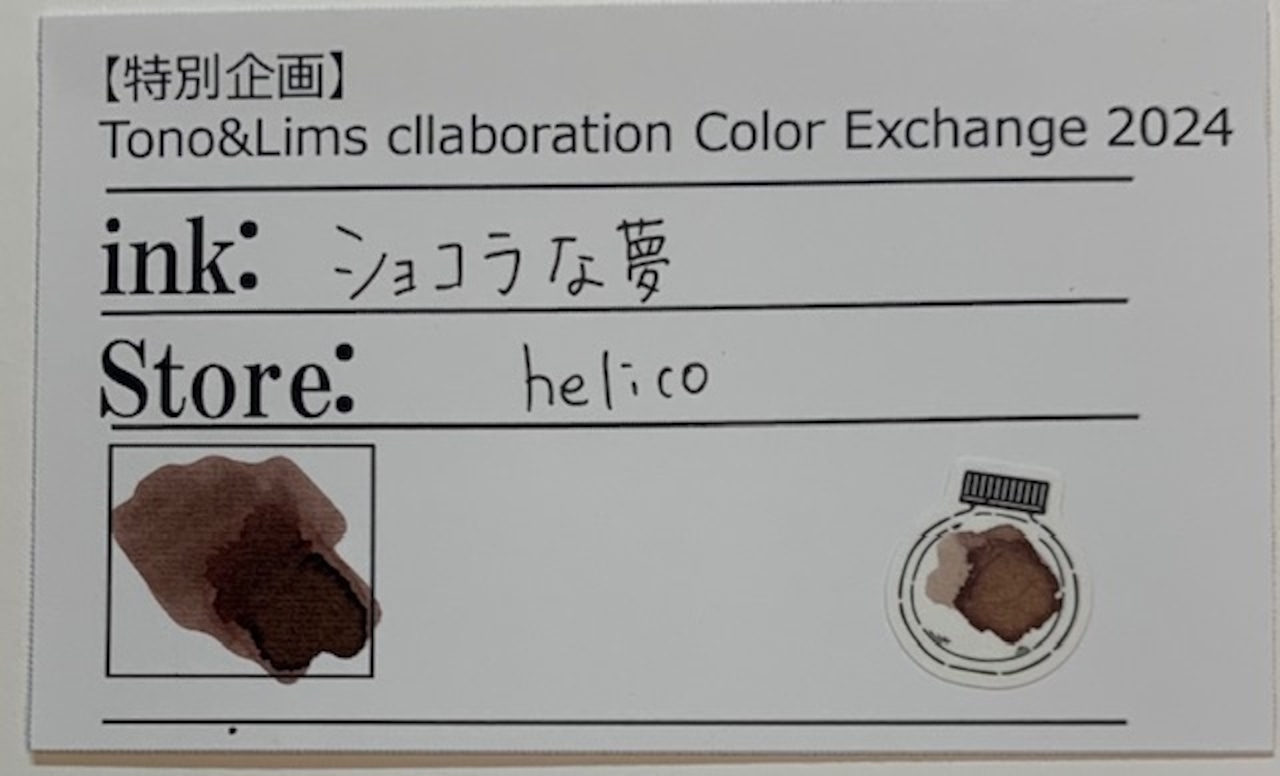 【特別企画】
Tono&Lims cllaboration Color Exchange 2024
ink: ショコラな夢
Store: helico